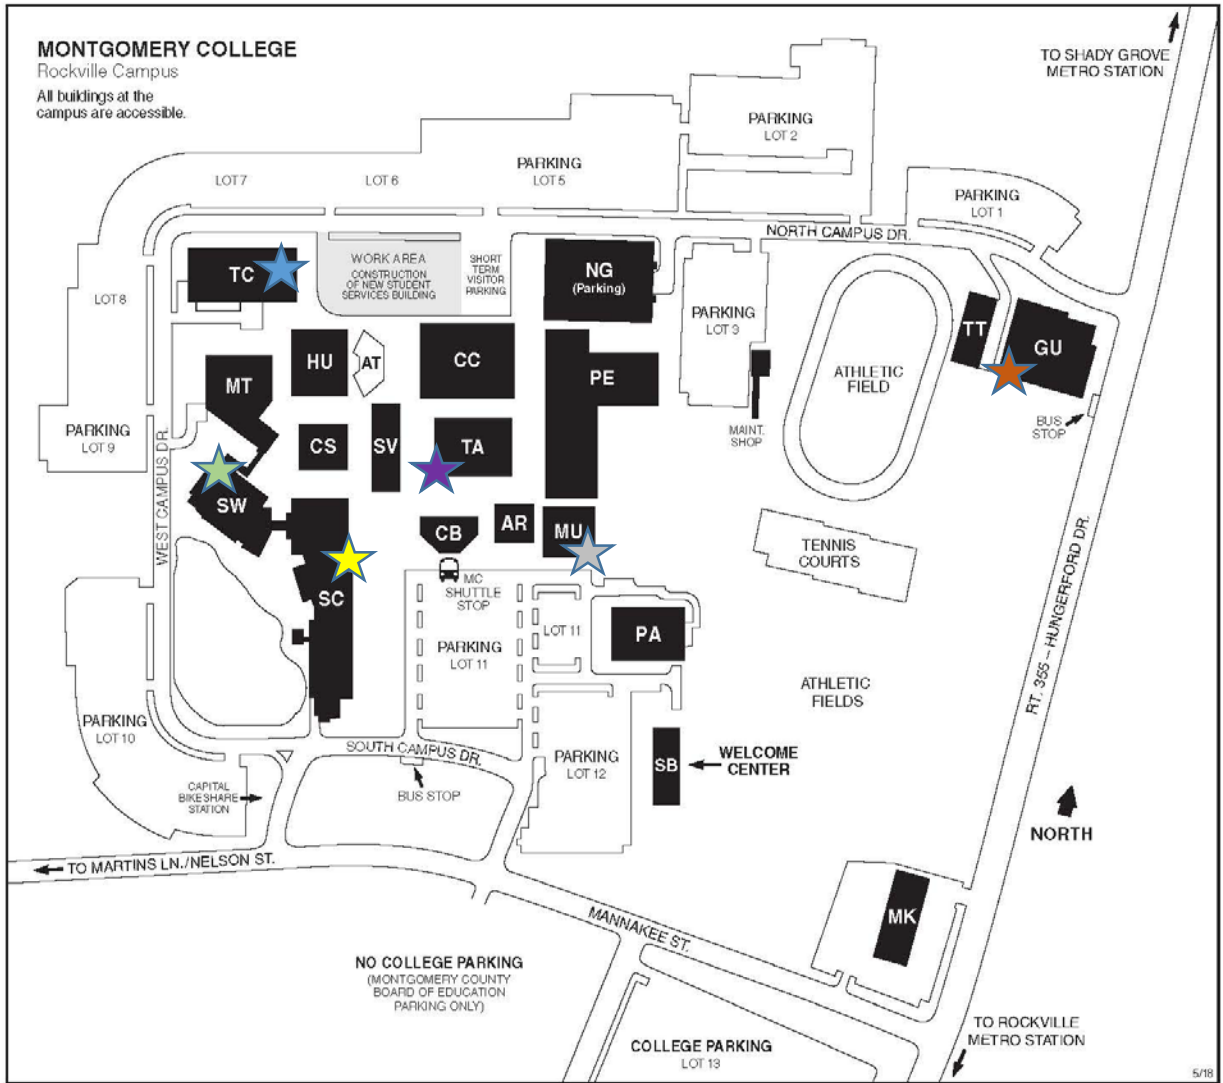 MONTGOMERY COLLEGE
Rockville Campus
All buildings at the
campus are accessible.
TO SHADY GROVE
METRO STATION
PARKING
LOT 2
PARKING
LOT 5
LOT 6
LOT 7
PARKING
LOT 1
NORTH CAMPUS DR.
TC
WORK AREA
CONSTRUCTION
OF NEW STUDENT
SERVICES BUILDING
SHORT
TERM
VISITOR
PARKING
NG
(Parking)
LOT 8
PARKING
LOT 3
TT
GU
HU
AT
CC
PE
MT
ATHLETIC
FIELD
BUS
STOP
MAINT.
SHOP
PARKING
LOT 9
CS
SV
TA
WEST CAMPUS DR.
SW
CB
AR
MU
MC
SHUTTLE
STOP
TENNIS
COURTS
SC
PARKING
LOT 11
LOT 11
PA
RT. 355 – HUNGERFORD DR.
ATHLETIC
FIELDS
PARKING
LOT 10
SOUTH CAMPUS DR.
BUS STOP
PARKING
LOT 12
SB
WELCOME
CENTER
CAPITAL
BIKESHARE
STATION
NORTH
TO MARTINS LN./NELSON ST.
MANNAKEE ST.
MK
NO COLLEGE PARKING
(MONTGOMERY COUNTY
BOARD OF EDUCATION
PARKING ONLY)
COLLEGE PARKING
LOT 13
TO ROCKVILLE
METRO STATION
5/18